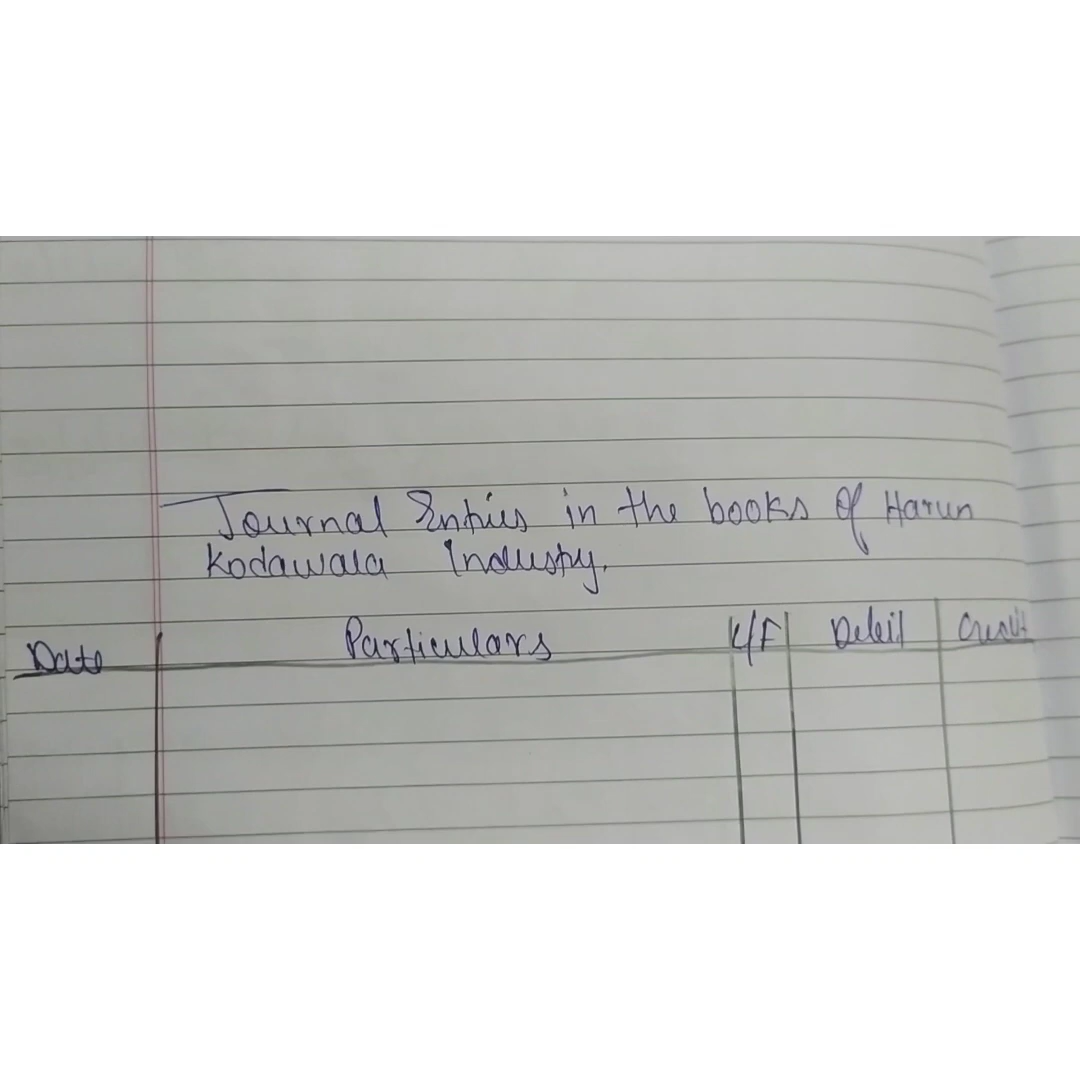 Journal Entries in the books of Harun
Kodawala Industry.
Date Particulars L/F Debit Credit